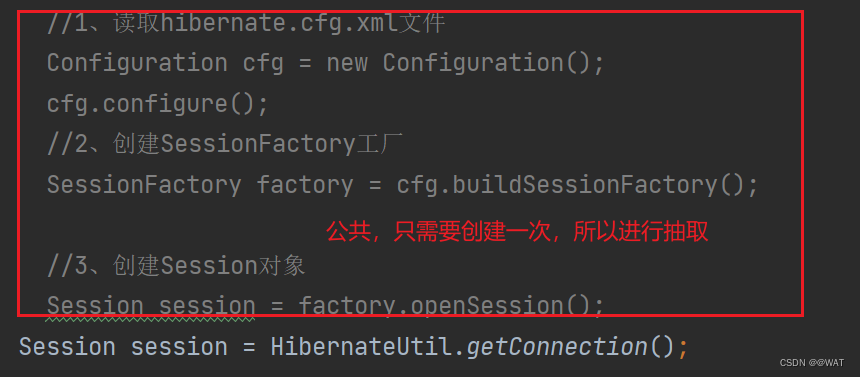 //1、读取hibernate.cfg.xml文件
Configuration cfg = new Configuration();
cfg.configure();
//2、创建SessionFactory工厂
SessionFactory factory = cfg.buildSessionFactory();
公共，只需要创建一次，所以进行抽取
//3、创建Session对象
Session session = factory.openSession();
Session session = HibernateUtil.getConnection();
CSDN @@WAT